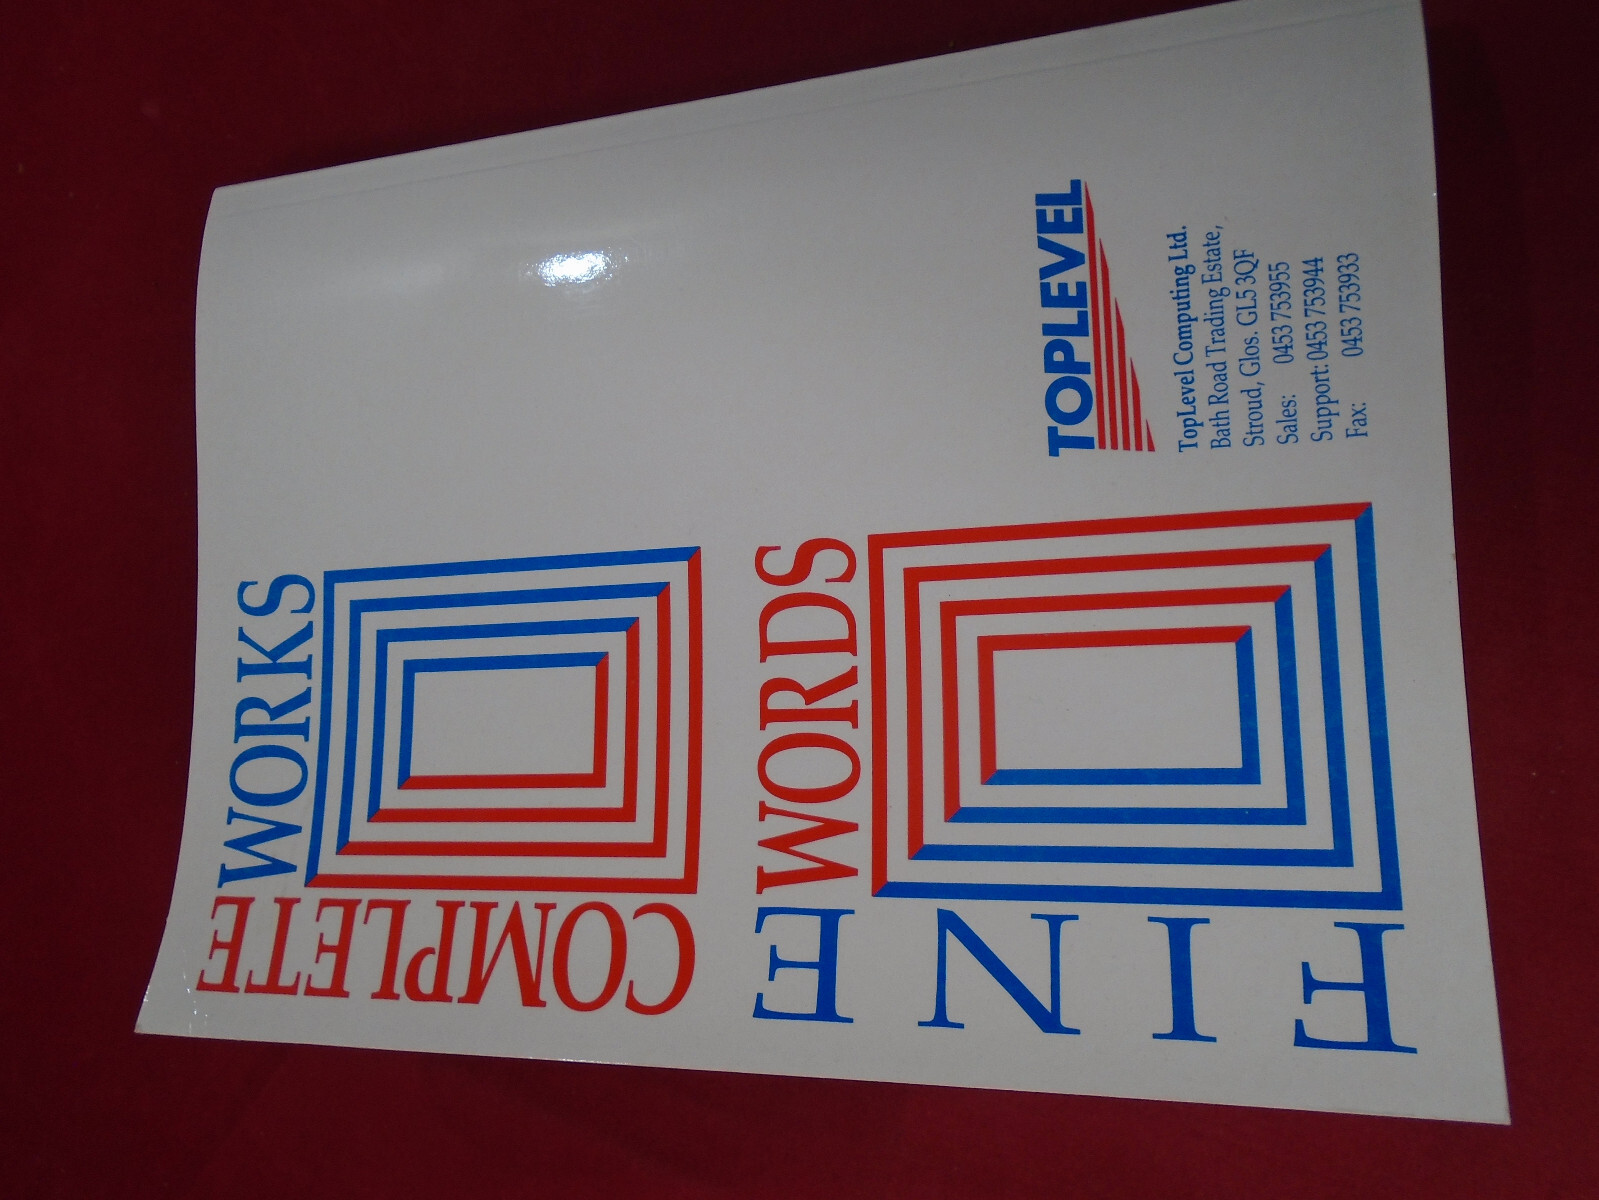 COMPLETE
WORKS
FINE
WORDS
TOPLEVEL
TopLevel Computing Ltd.
Bath Road Trading Estate,
Stroud, Glos. GL5 3QF
Sales: 0453 753955
Support: 0453 753944
Fax: 0453 753933